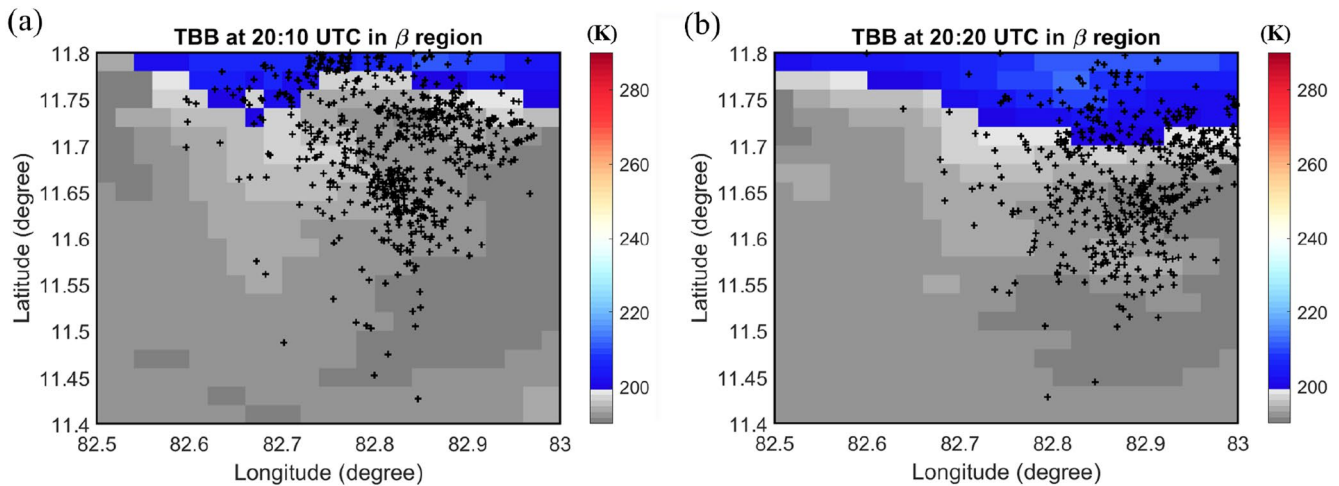 (a)
TBB at 20:10 UTC in β region
(K)
11.8
11.75
11.7
11.65
11.6
11.55
11.5
11.45
11.4
Latitude (degree)
82.5 82.6 82.7 82.8 82.9 83
Longitude (degree)
280
260
240
220
200
(b)
TBB at 20:20 UTC in β region
(K)
11.8
11.75
11.7
11.65
11.6
11.55
11.5
11.45
11.4
Latitude (degree)
82.5 82.6 82.7 82.8 82.9 83
Longitude (degree)
280
260
240
220
200